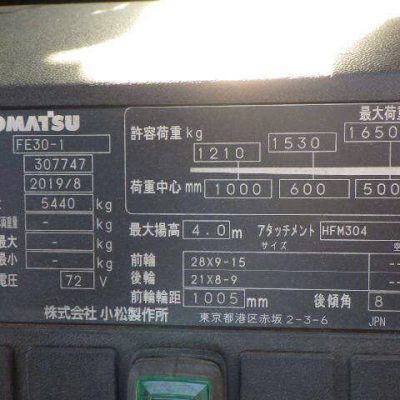 OMATSU
FE30-1
307747
2019/8
5440 kg
- kg
最大 - kg
最小 - kg
電圧 72 V
最大荷重
許容荷重 kg 1210 1530 1650
荷重中心 mm 1000 600 500
最大揚高 4.0 m アタッチメント HFM304
サイズ
前輪 28X9-15 --
後輪 21X8-9 --
前輪輪距 1005 mm 後傾角 8
株式会社 小松製作所 東京都港区赤坂 2-3-6 JPN